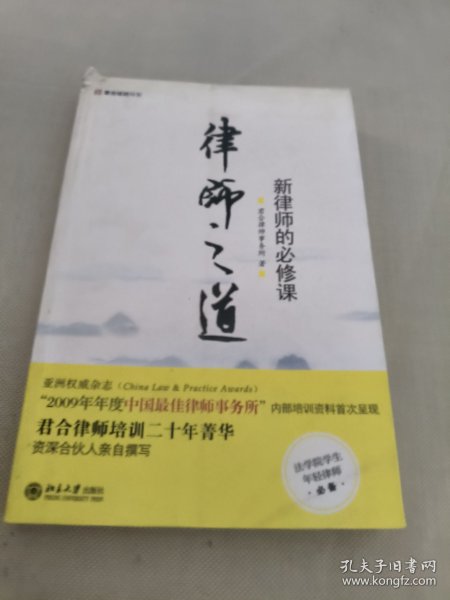 律师之道
新律师的必修课
君合律师事务所 著
亚洲权威杂志（China Law & Practice Awards）
“2009年年度中国最佳律师事务所”内部培训资料首次呈现
君合律师培训二十年菁华
资深合伙人亲自撰写
法学院学生
年轻律师
·必备·
北京大学出版社
PEKING UNIVERSITY PRESS
孔夫子旧书网
www.kongfz.com